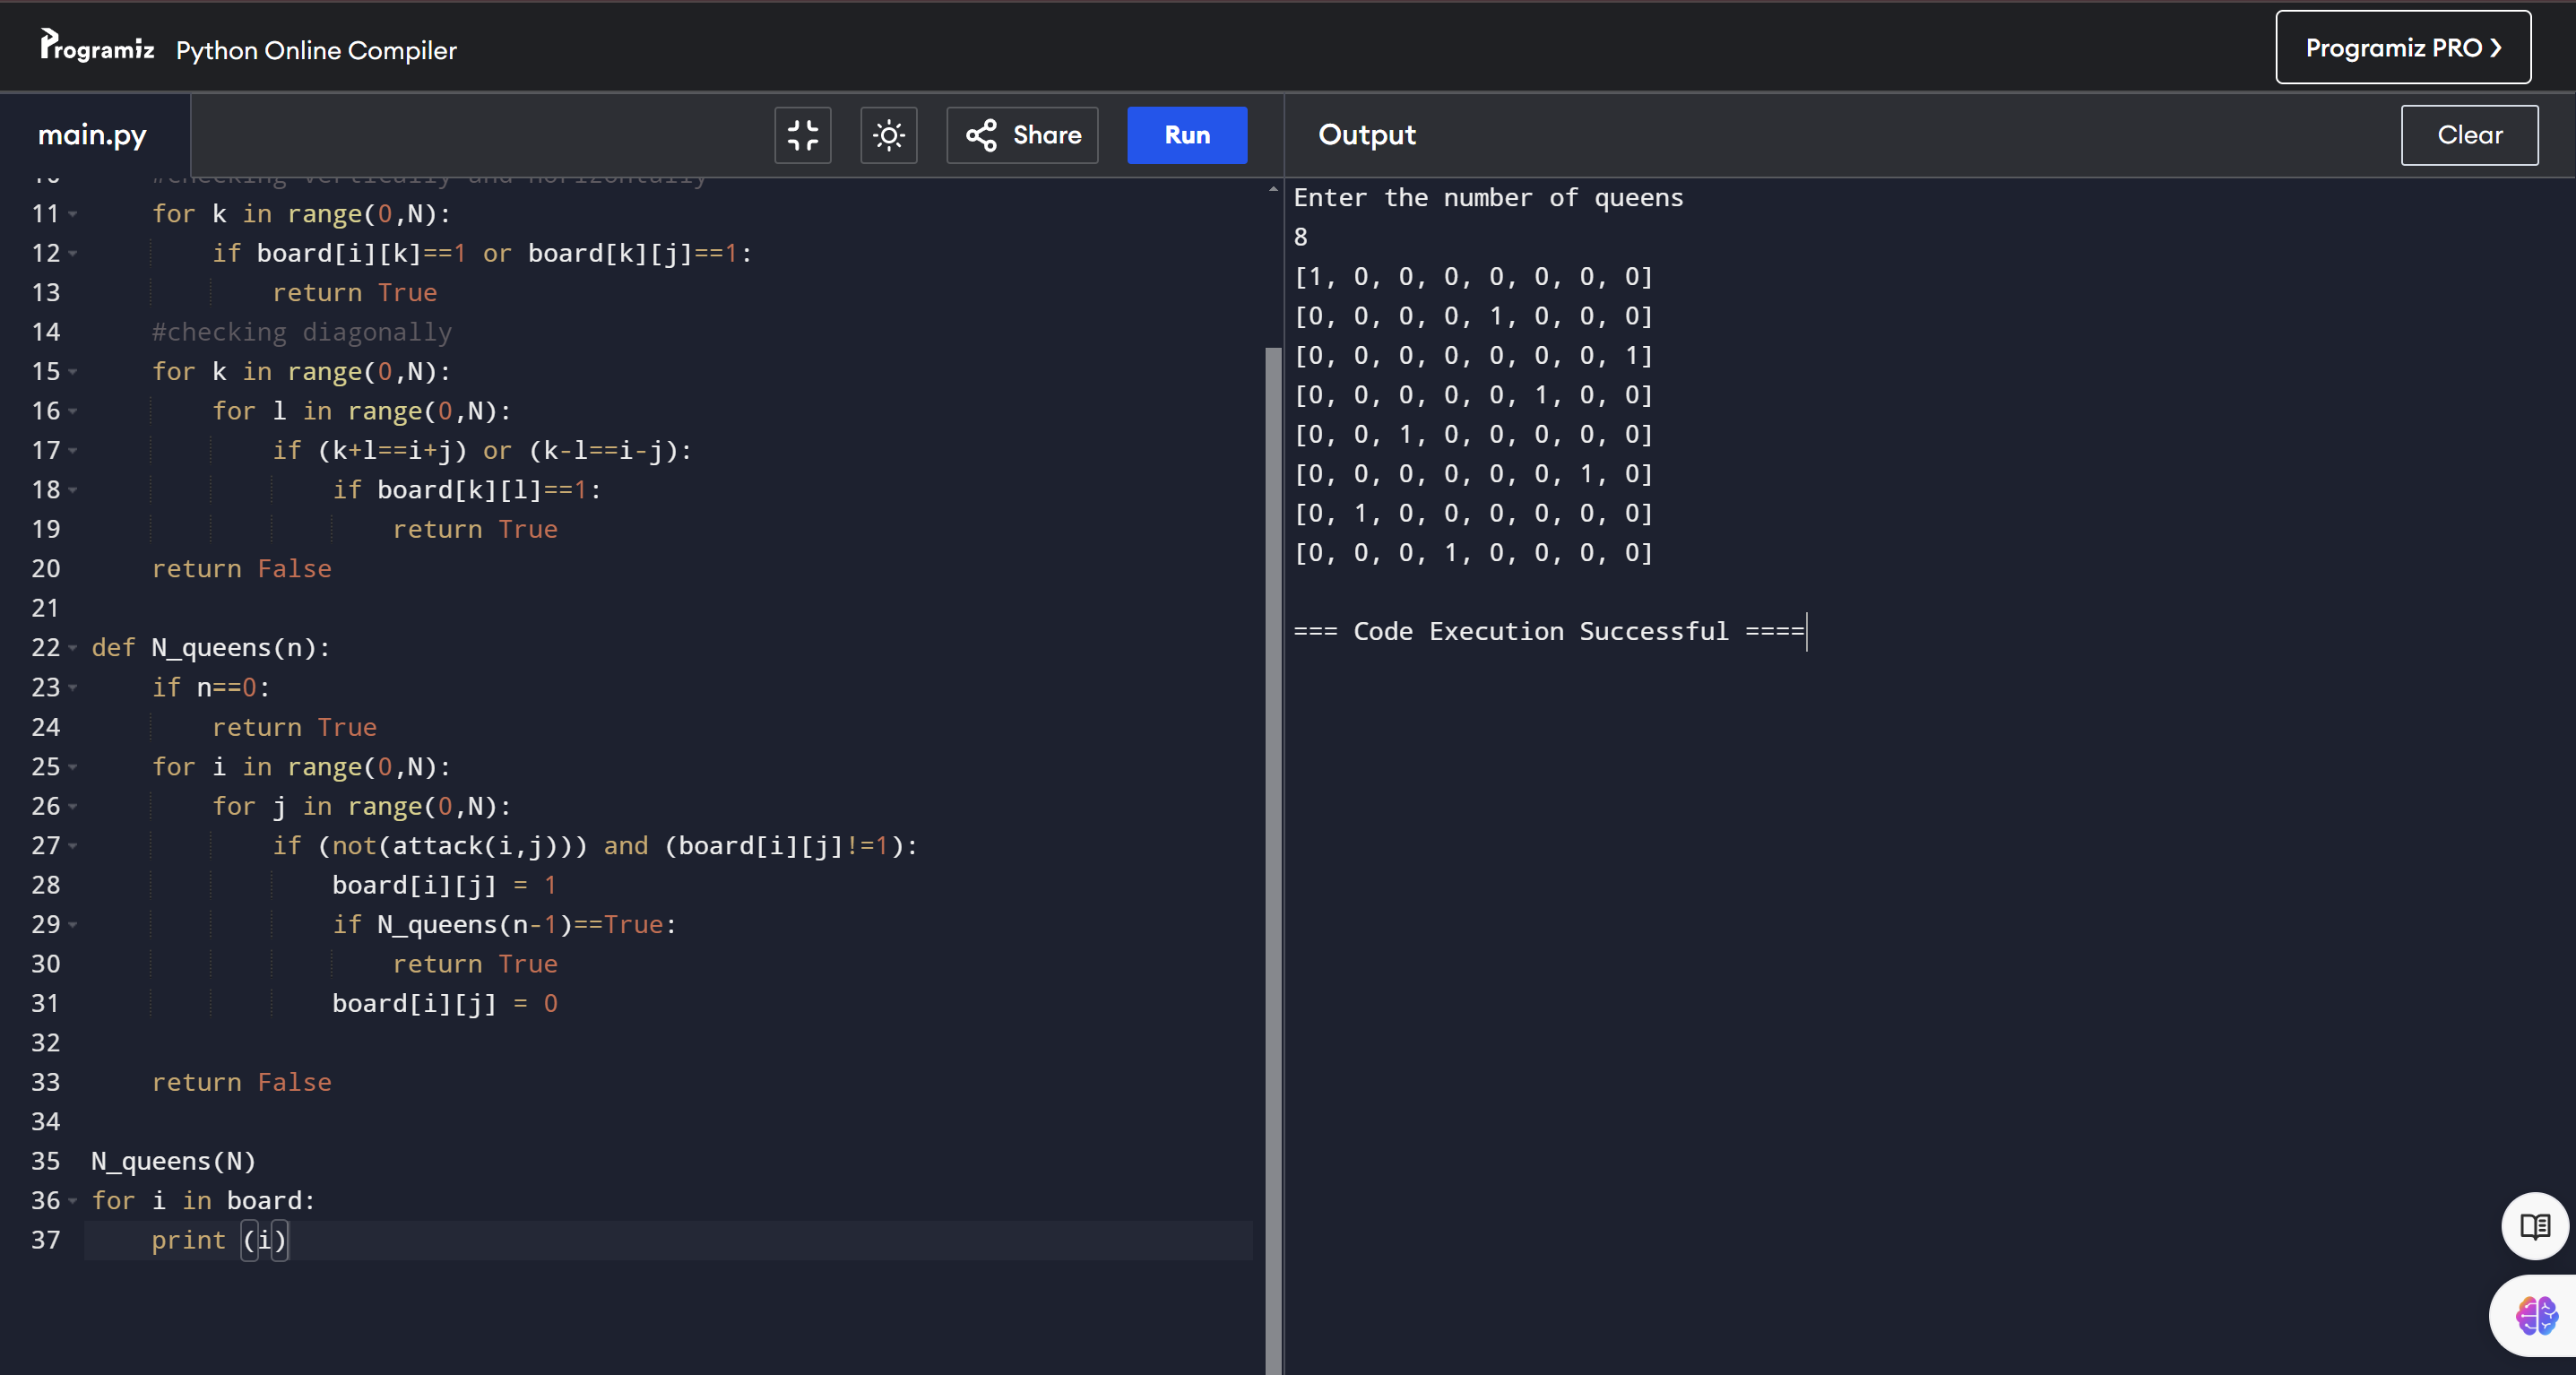 Programiz Python Online Compiler
Programiz PRO ❯
main.py
Share
Run
Output
Clear
10 #checking vertically and horizontally
11 for k in range(0,N):
12 if board[i][k]==1 or board[k][j]==1:
13 return True
14 #checking diagonally
15 for k in range(0,N):
16 for l in range(0,N):
17 if (k+l==i+j) or (k-l==i-j):
18 if board[k][l]==1:
19 return True
20 return False
21
22 def N_queens(n):
23 if n==0:
24 return True
25 for i in range(0,N):
26 for j in range(0,N):
27 if (not(attack(i,j))) and (board[i][j]!=1):
28 board[i][j] = 1
29 if N_queens(n-1)==True:
30 return True
31 board[i][j] = 0
32
33 return False
34
35 N_queens(N)
36 for i in board:
37 print (i)
Enter the number of queens
8
[1, 0, 0, 0, 0, 0, 0, 0]
[0, 0, 0, 0, 1, 0, 0, 0]
[0, 0, 0, 0, 0, 0, 0, 1]
[0, 0, 0, 0, 0, 1, 0, 0]
[0, 0, 1, 0, 0, 0, 0, 0]
[0, 0, 0, 0, 0, 0, 1, 0]
[0, 1, 0, 0, 0, 0, 0, 0]
[0, 0, 0, 1, 0, 0, 0, 0]
=== Code Execution Successful ====